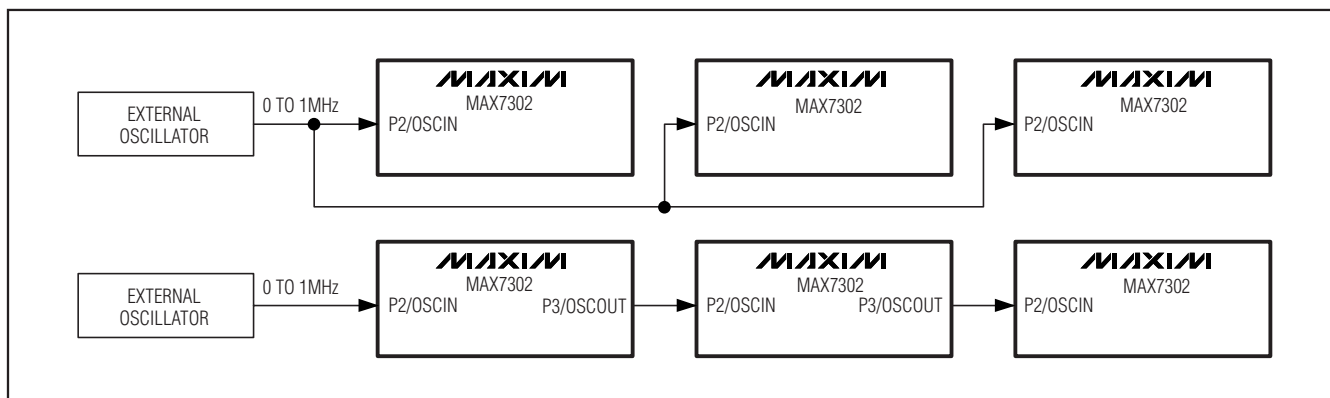 EXTERNAL
OSCILLATOR
0 TO 1MHz
MAXIM
MAX7302
P2/OSCIN
MAXIM
MAX7302
P2/OSCIN
MAXIM
MAX7302
P2/OSCIN
EXTERNAL
OSCILLATOR
0 TO 1MHz
MAXIM
MAX7302
P2/OSCIN
P3/OSCOUT
MAXIM
MAX7302
P2/OSCIN
P3/OSCOUT
MAXIM
MAX7302
P2/OSCIN